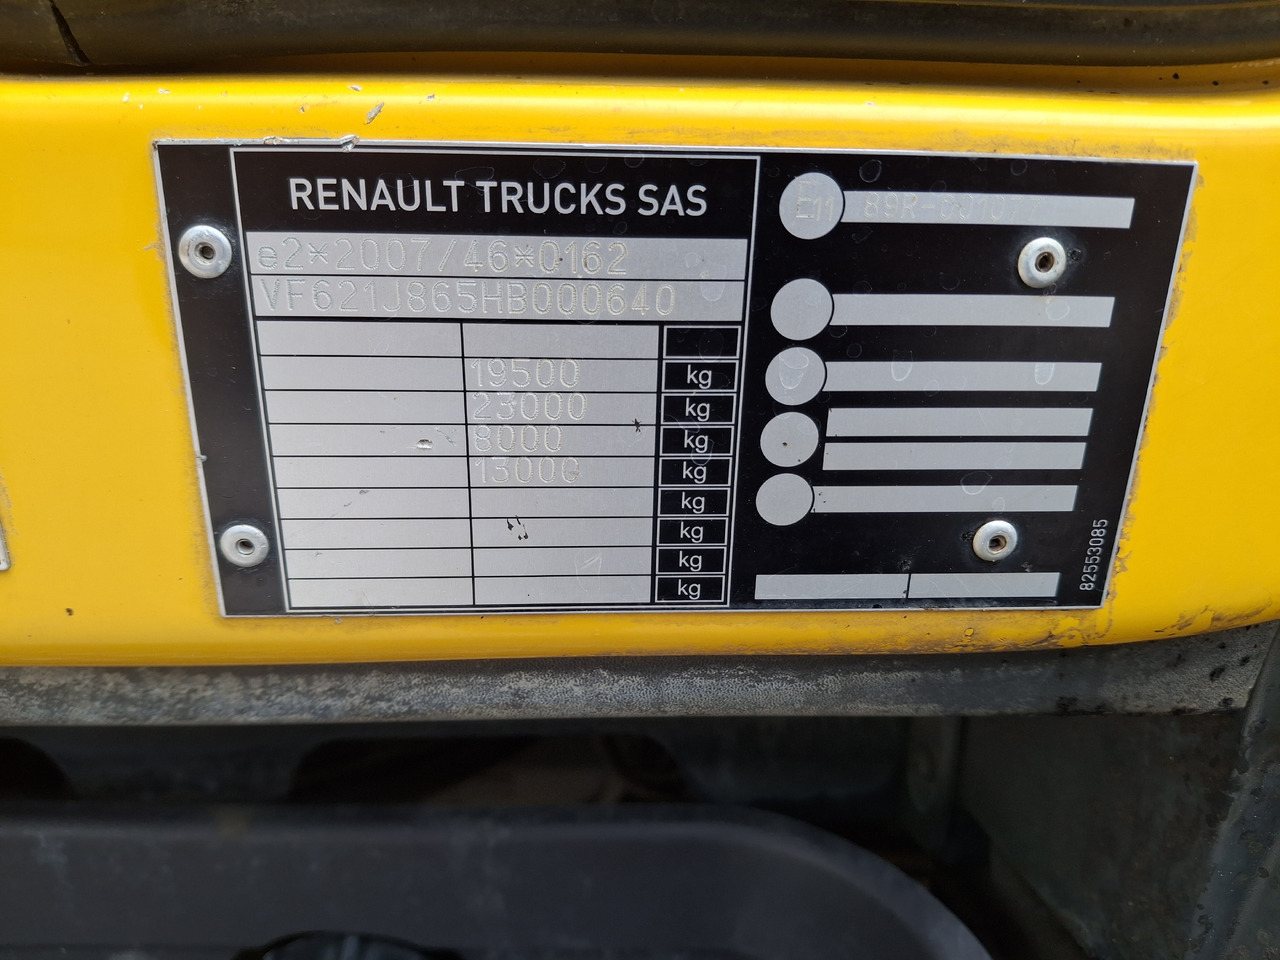 RENAULT TRUCKS SAS
e2*2007/46*0162
VF621J865HB000640
19500 kg
23000 kg
8000 kg
13000 kg
kg
kg
kg
kg
E11
82553085